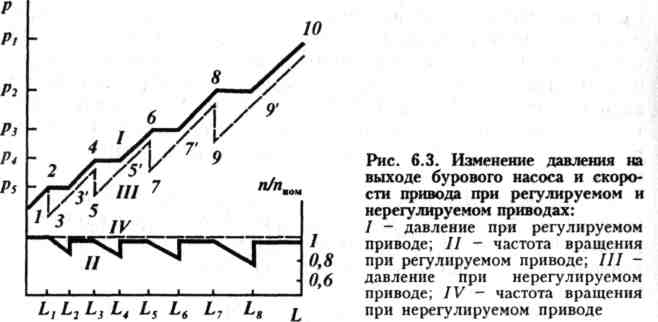 p
10
p₁
8
p₂
6
9'
p₃
4
I
7'
9
p₄
2
5'
7
p₅
3'
III
n/nном
1
3
5
IV
1
II
0,8
0,6
L₁ L₂ L₃ L₄ L₅ L₆ L₇ L₈ L
Рис. 6.3. Изменение давления на
выходе бурового насоса и скоро-
сти привода при регулируемом и
нерегулируемом приводах:
I – давление при регулируемом
приводе; II – частота вращения
при регулируемом приводе; III –
давление при нерегулируемом
приводе; IV – частота вращения
при нерегулируемом приводе